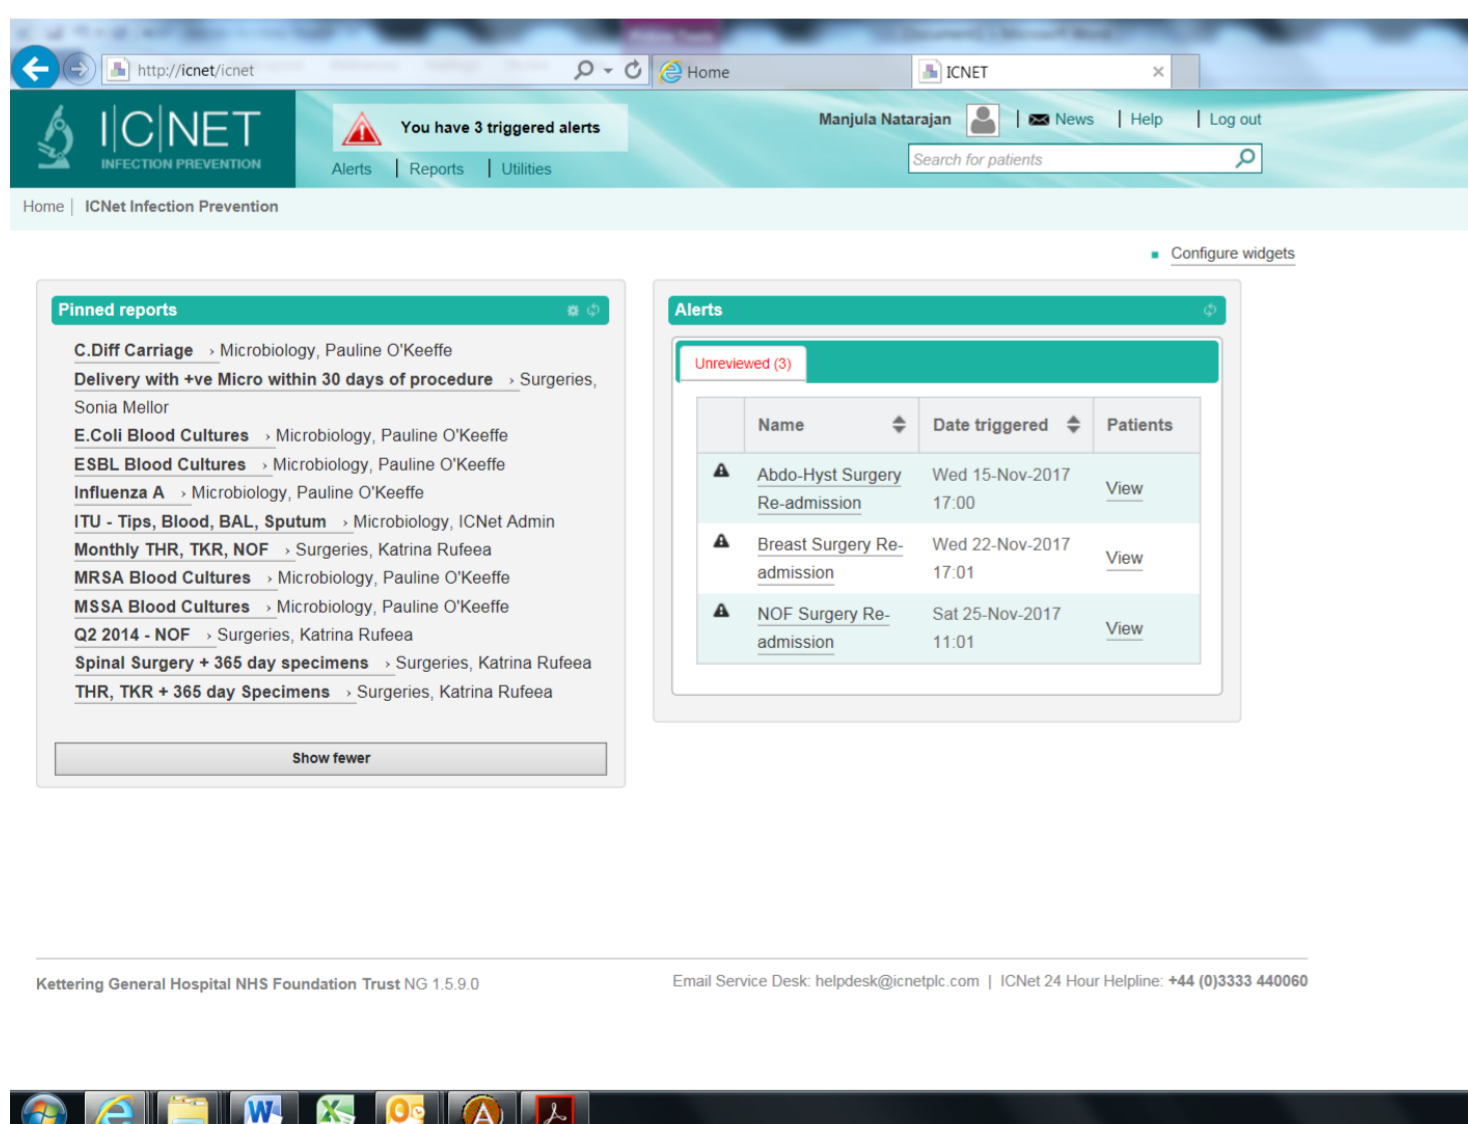 http://icnet/icnet
Home
ICNET
I|C|NET
INFECTION PREVENTION
You have 3 triggered alerts
Alerts | Reports | Utilities
Manjula Natarajan | News | Help | Log out
Search for patients
Home | ICNet Infection Prevention
Configure widgets
Pinned reports
C.Diff Carriage › Microbiology, Pauline O'Keeffe
Delivery with +ve Micro within 30 days of procedure › Surgeries,
Sonia Mellor
E.Coli Blood Cultures › Microbiology, Pauline O'Keeffe
ESBL Blood Cultures › Microbiology, Pauline O'Keeffe
Influenza A › Microbiology, Pauline O'Keeffe
ITU - Tips, Blood, BAL, Sputum › Microbiology, ICNet Admin
Monthly THR, TKR, NOF › Surgeries, Katrina Rufeea
MRSA Blood Cultures › Microbiology, Pauline O'Keeffe
MSSA Blood Cultures › Microbiology, Pauline O'Keeffe
Q2 2014 - NOF › Surgeries, Katrina Rufeea
Spinal Surgery + 365 day specimens › Surgeries, Katrina Rufeea
THR, TKR + 365 day Specimens › Surgeries, Katrina Rufeea
Show fewer
Alerts
Unreviewed (3)
Name Date triggered Patients
Abdo-Hyst Surgery Wed 15-Nov-2017
View
Re-admission 17:00
Breast Surgery Re- Wed 22-Nov-2017
View
admission 17:01
NOF Surgery Re- Sat 25-Nov-2017
View
admission 11:01
Kettering General Hospital NHS Foundation Trust NG 1.5.9.0
Email Service Desk: helpdesk@icnetplc.com | ICNet 24 Hour Helpline: +44 (0)3333 440060